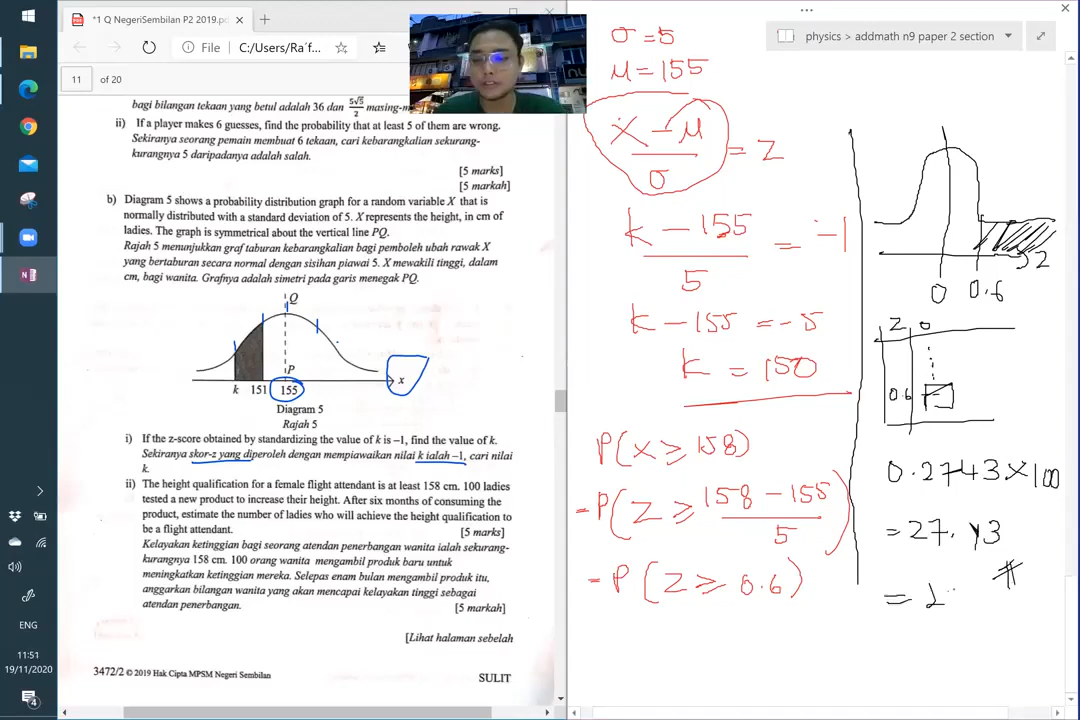 *1 Q NegeriSembilan P2 2019.pd
File C:/Users/Ra´f...
11 of 20
bagi bilangan tekaan yang betul adalah 36 dan 5√5/2 masing-m
ii) If a player makes 6 guesses, find the probability that at least 5 of them are wrong.
Sekiranya seorang pemain membuat 6 tekaan, cari kebarangkalian sekurang-
kurangnya 5 daripadanya adalah salah.
[5 marks]
[5 markah]
b) Diagram 5 shows a probability distribution graph for a random variable X that is
normally distributed with a standard deviation of 5. X represents the height, in cm of
ladies. The graph is symmetrical about the vertical line PQ.
Rajah 5 menunjukkan graf taburan kebarangkalian bagi pemboleh ubah rawak X
yang bertaburan secara normal dengan sisihan piawai 5. X mewakili tinggi, dalam
cm, bagi wanita. Grafnya adalah simetri pada garis menegak PQ.
Q
P
k 151 155 x
Diagram 5
Rajah 5
i) If the z-score obtained by standardizing the value of k is –1, find the value of k.
Sekiranya skor-z yang diperoleh dengan mempiawaikan nilai k ialah –1, cari nilai
k.
ii) The height qualification for a female flight attendant is at least 158 cm. 100 ladies
tested a new product to increase their height. After six months of consuming the
product, estimate the number of ladies who will achieve the height qualification to
be a flight attendant.
[5 marks]
Kelayakan ketinggian bagi seorang atendan penerbangan wanita ialah sekurang-
kurangnya 158 cm. 100 orang wanita mengambil produk baru untuk
meningkatkan ketinggian mereka. Selepas enam bulan mengambil produk itu,
anggarkan bilangan wanita yang akan mencapai kelayakan tinggi sebagai
atendan penerbangan.
[5 markah]
[Lihat halaman sebelah
3472/2 © 2019 Hak Cipta MPSM Negeri Sembilan
SULIT
ENG
11:51
19/11/2020
4
physics > addmath n9 paper 2 section
σ = 5
μ = 155
X – μ
σ
= Z
k – 155
5
= –1
k – 155 = –5
k = 150
P(X ≥ 158)
= P(Z ≥ 158 – 155
5
)
= P(Z ≥ 0.6)
0 0.6
Z
Z 0
0.6
0.2743 × 100
= 27.43
=